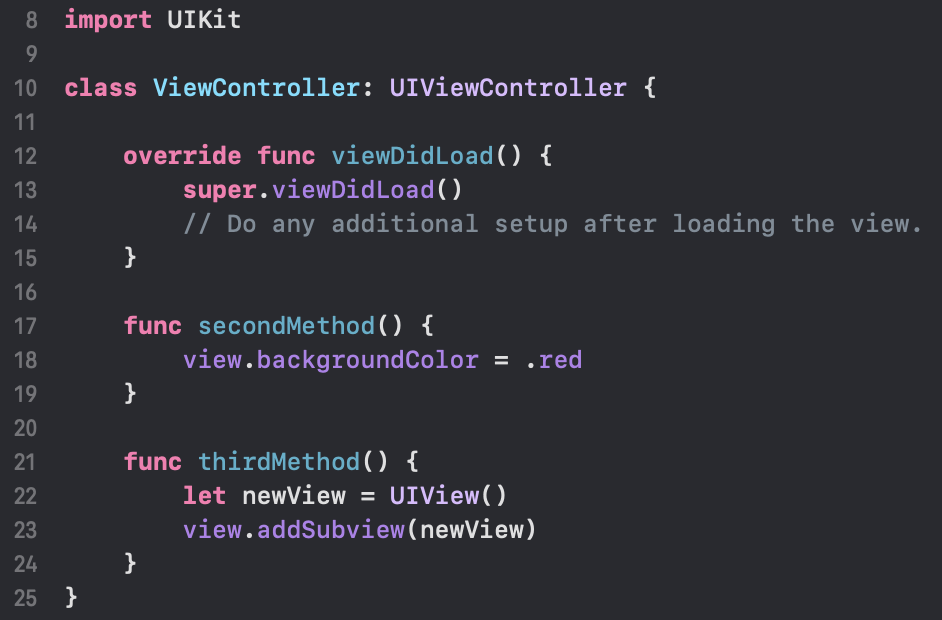 8 import UIKit
9
10 class ViewController: UIViewController {
11
12     override func viewDidLoad() {
13         super.viewDidLoad()
14         // Do any additional setup after loading the view.
15     }
16
17     func secondMethod() {
18         view.backgroundColor = .red
19     }
20
21     func thirdMethod() {
22         let newView = UIView()
23         view.addSubview(newView)
24     }
25 }